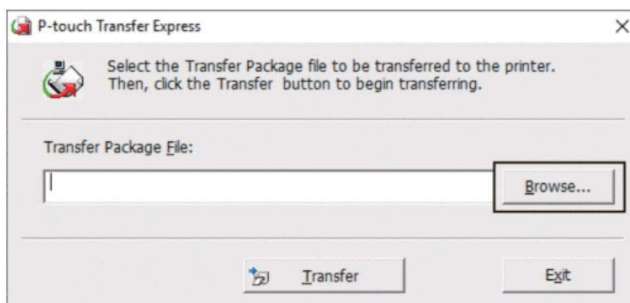 P-touch Transfer Express
Select the Transfer Package file to be transferred to the printer.
Then, click the Transfer button to begin transferring.
Transfer Package File:
Browse...
Transfer
Exit